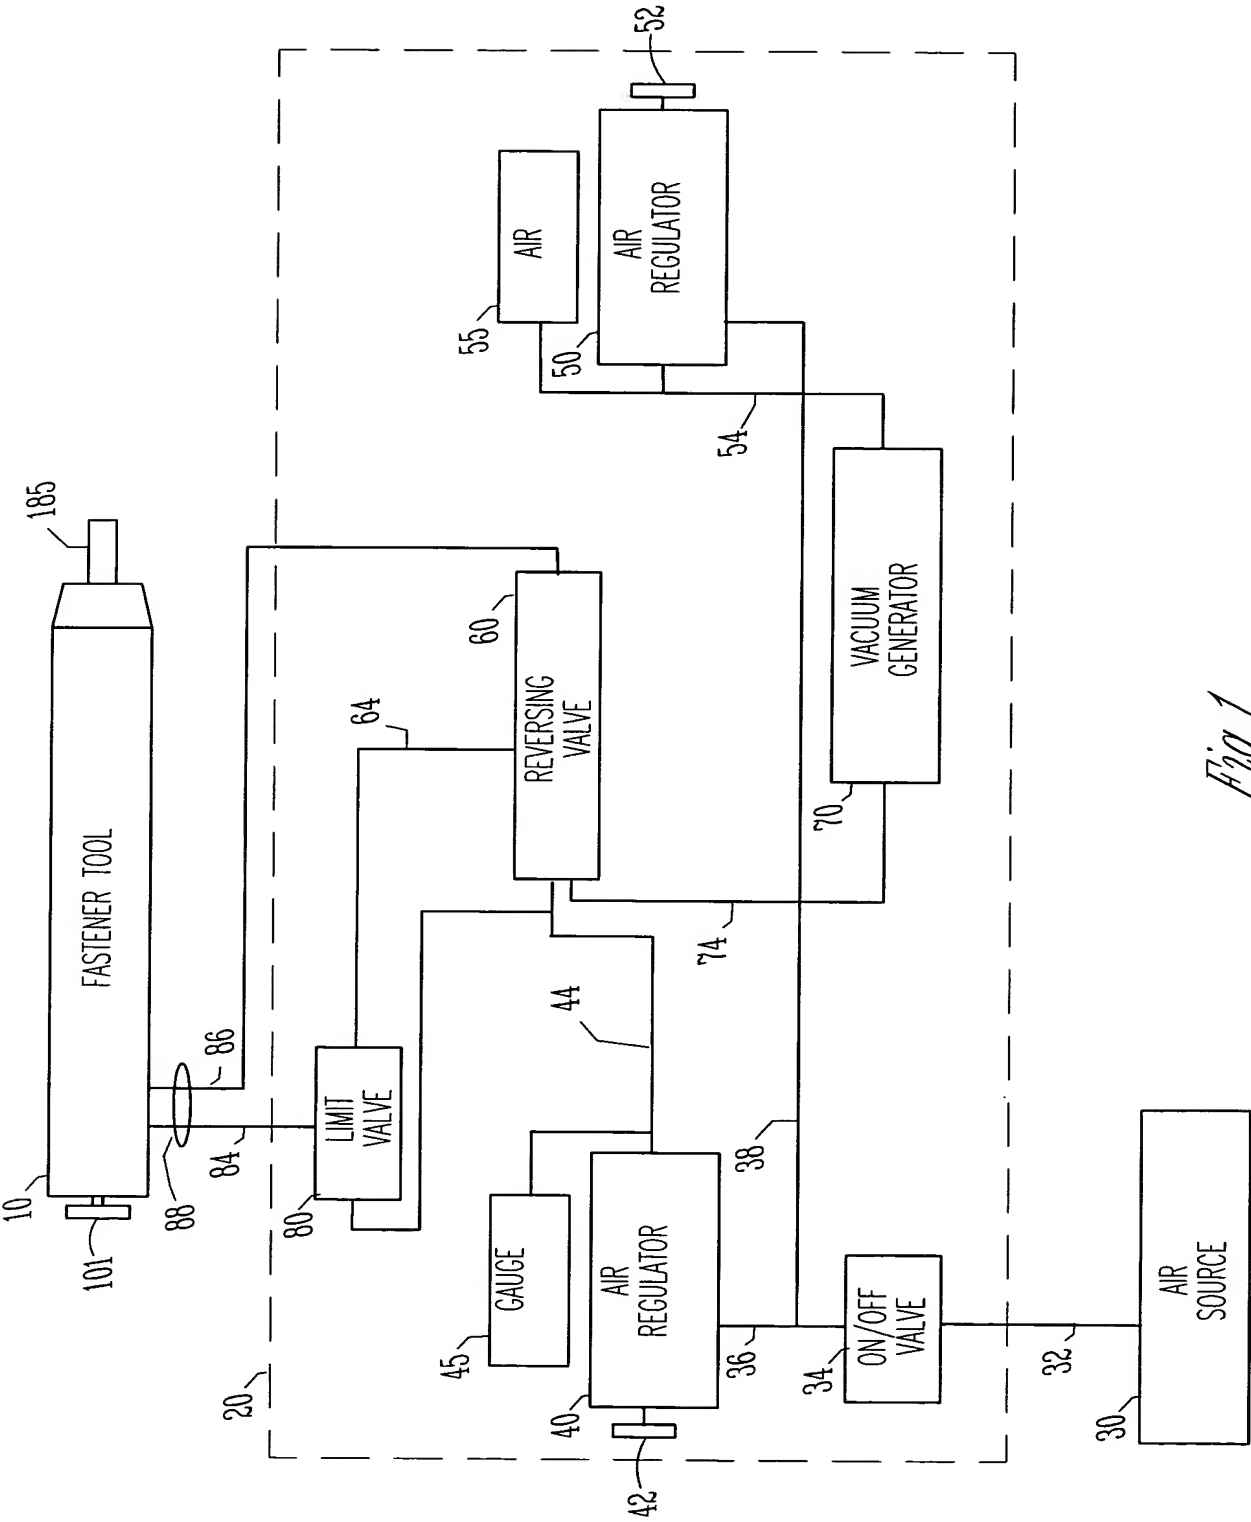 185
10
FASTENER TOOL
101
88
84
86
20
52
AIR
55
AIR
REGULATOR
50
54
60
REVERSING
VALVE
64
LIMIT
VALVE
80
44
74
VACUUM
GENERATOR
70
GAUGE
45
AIR
REGULATOR
40
42
38
36
ON/OFF
VALVE
34
32
AIR
SOURCE
30
Fig. 1